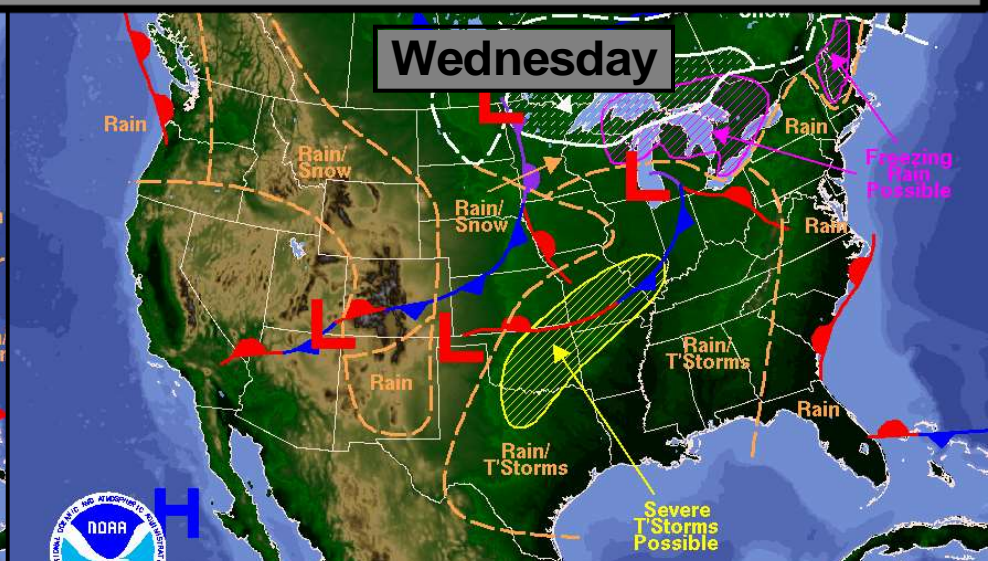 Snow
Wednesday
L
Rain
Rain/
Snow
Rain
Freezing
Rain
Possible
L
Rain/
Snow
Rain
L
L
Rain
Rain/
T'Storms
Rain
Rain/
T'Storms
Severe
T'Storms
Possible
H
NOAA